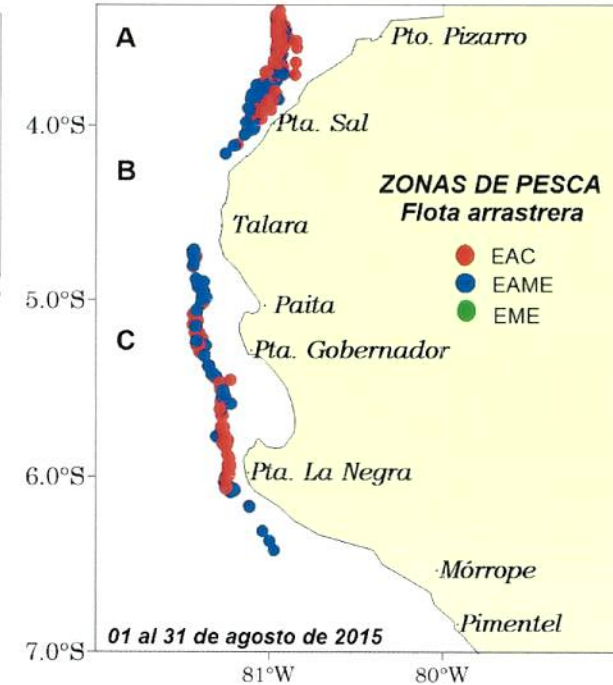 A
Pto. Pizarro
4.0°S
Pta. Sal
B
ZONAS DE PESCA
Flota arrastrera
Talara
EAC
EAME
5.0°S
Paita
EME
C
Pta. Gobernador
6.0°S
Pta. La Negra
Mórrope
Pimentel
01 al 31 de agosto de 2015
7.0°S
81°W
80°W